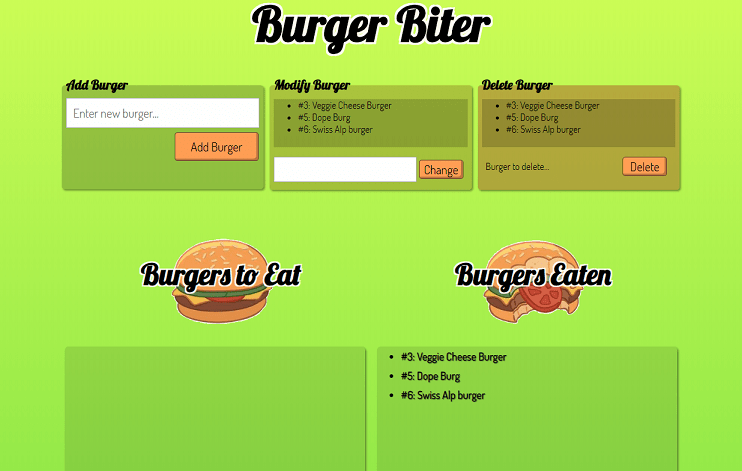 Burger Biter
Add Burger
Enter new burger...
Add Burger
Modify Burger
#3: Veggie Cheese Burger
#5: Dope Burg
#6: Swiss Alp burger
Change
Delete Burger
#3: Veggie Cheese Burger
#5: Dope Burg
#6: Swiss Alp burger
Burger to delete...
Delete
Burgers to Eat
Burgers Eaten
#3: Veggie Cheese Burger
#5: Dope Burg
#6: Swiss Alp burger